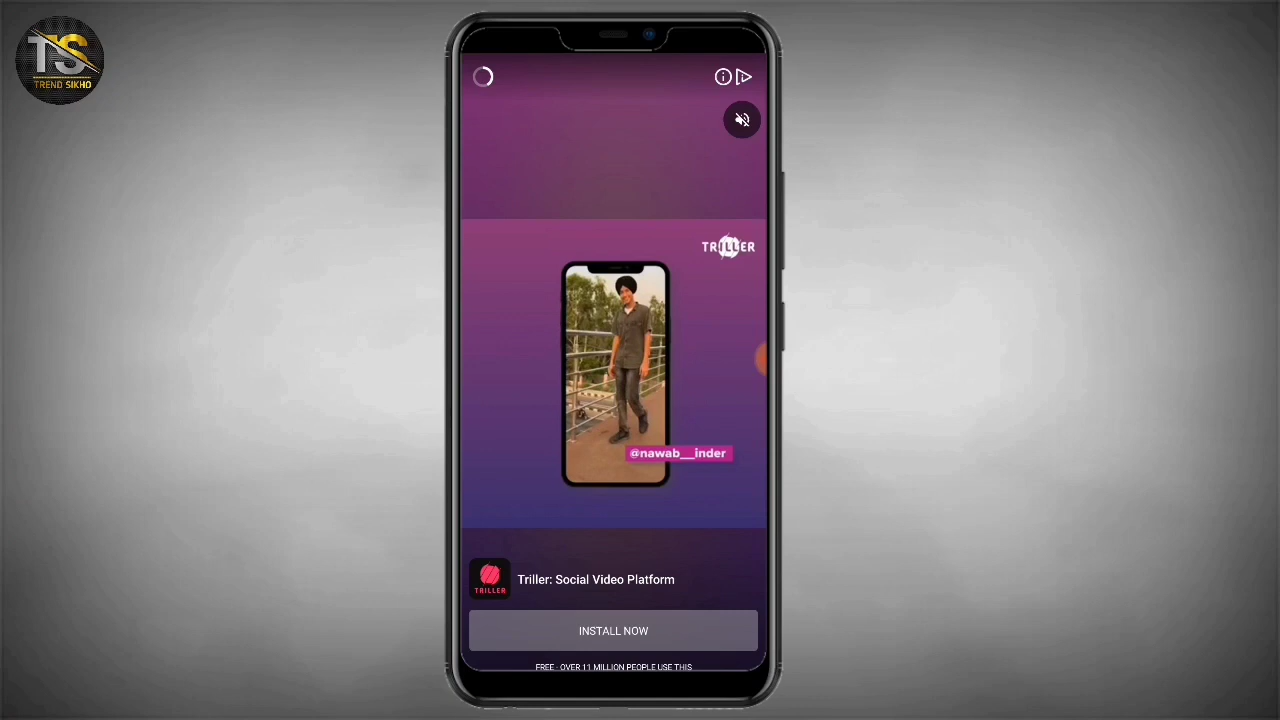 TS
TREND SIKHO
TRILLER
@nawab__inder
TRILLER
Triller: Social Video Platform
INSTALL NOW
FREE - OVER 11 MILLION PEOPLE USE THIS